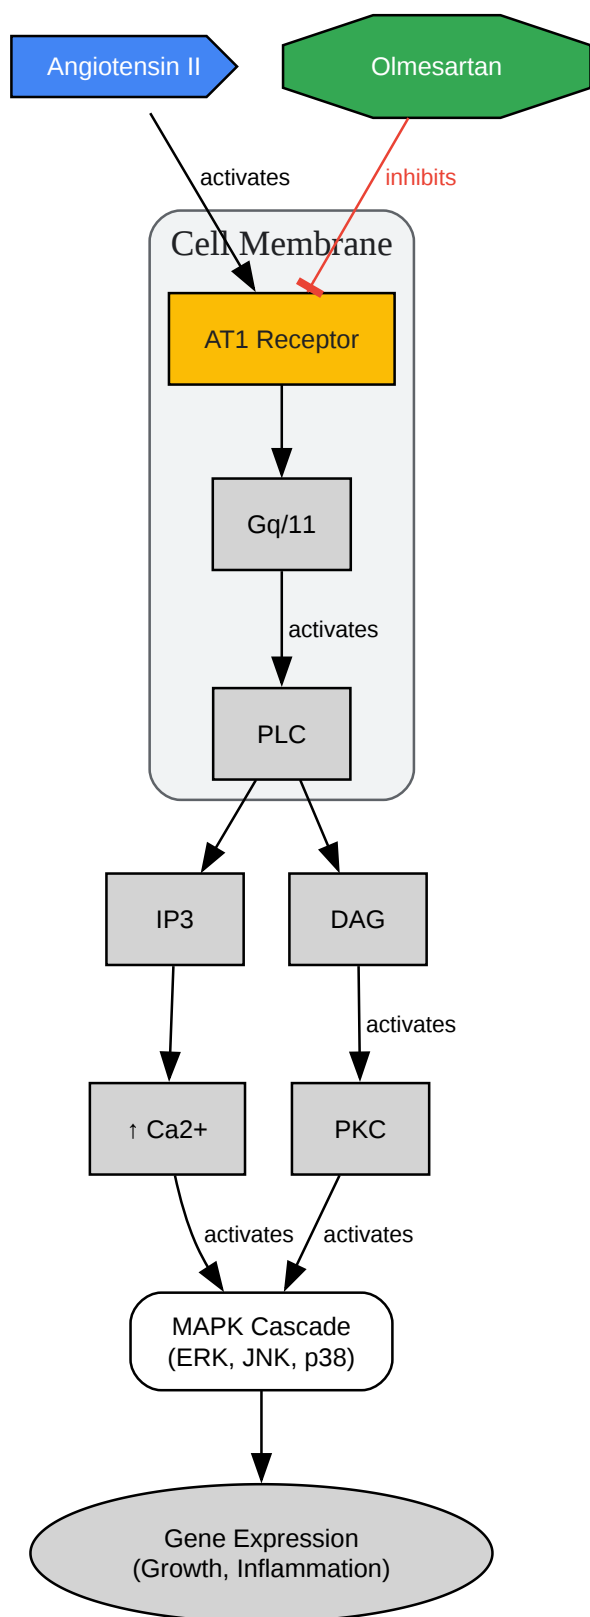 Angiotensin II
Olmesartan
activates
inhibits
Cell Membrane
AT1 Receptor
Gq/11
activates
PLC
IP3
DAG
activates
↑ Ca2+
PKC
activates
activates
MAPK Cascade
(ERK, JNK, p38)
Gene Expression
(Growth, Inflammation)